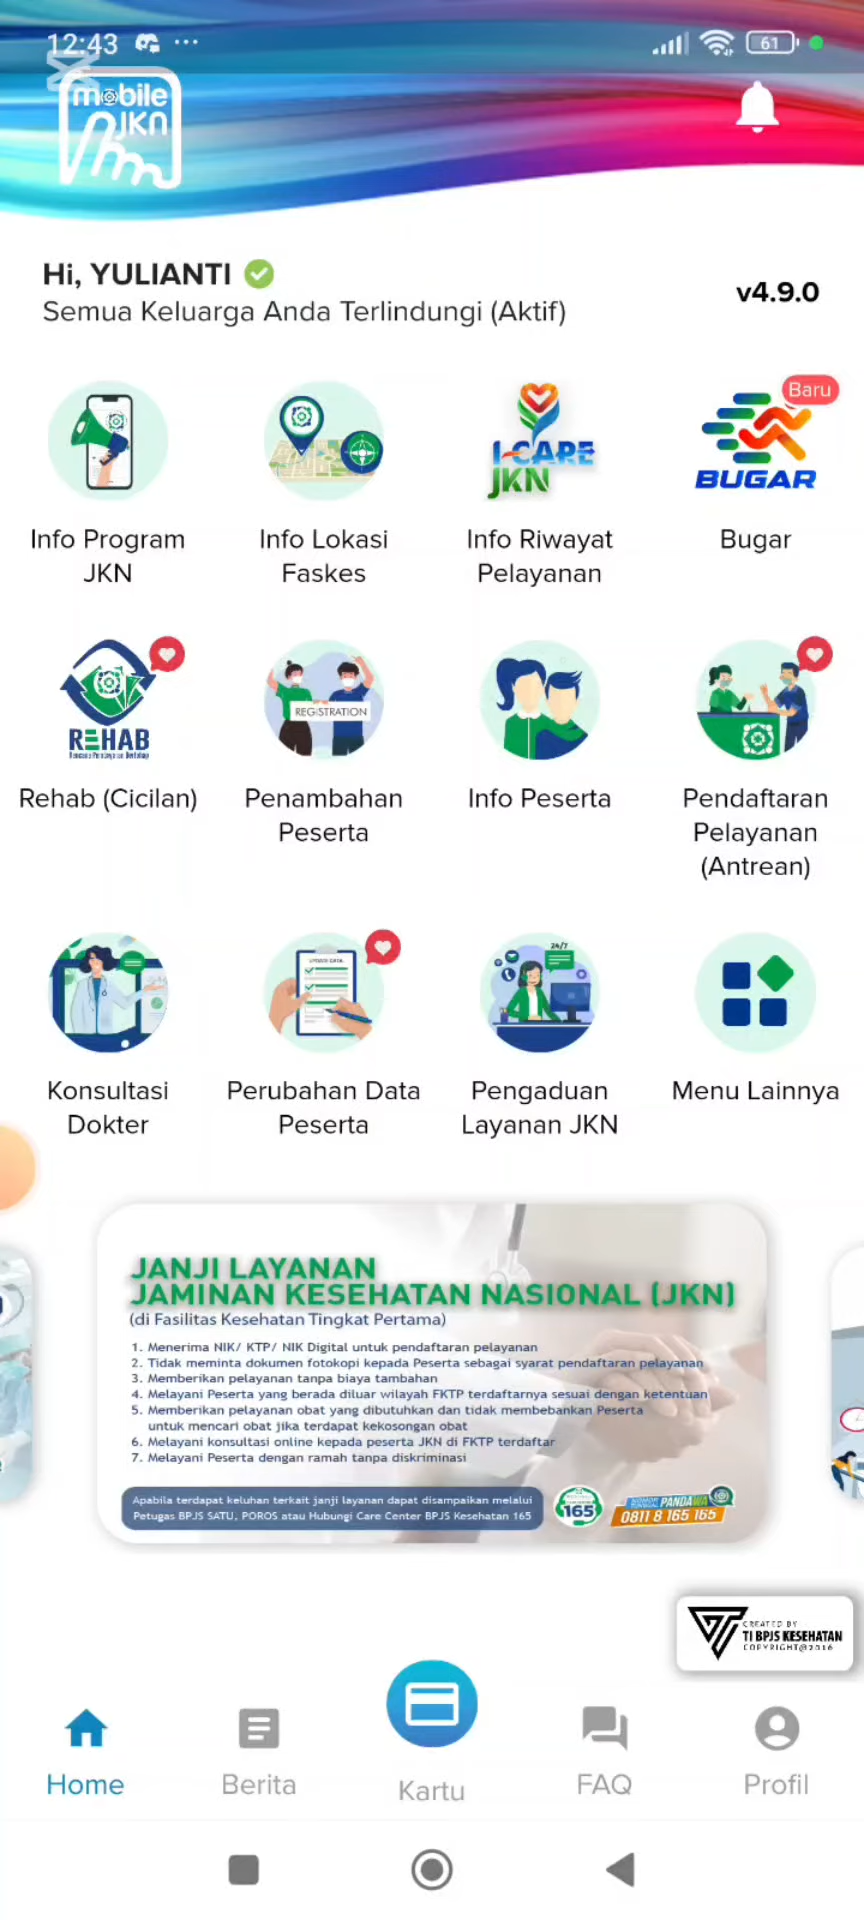 12:43
61
mobile
JKN
Hi, YULIANTI
Semua Keluarga Anda Terlindungi (Aktif)
v4.9.0
I-CARE
JKN
Baru
BUGAR
Info Program
JKN
Info Lokasi
Faskes
Info Riwayat
Pelayanan
Bugar
REHAB
REGISTRATION
Rehab (Cicilan)
Penambahan
Peserta
Info Peserta
Pendaftaran
Pelayanan
(Antrean)
24/7
Konsultasi
Dokter
Perubahan Data
Peserta
Pengaduan
Layanan JKN
Menu Lainnya
JANJI LAYANAN
JAMINAN KESEHATAN NASIONAL (JKN)
(di Fasilitas Kesehatan Tingkat Pertama)
1. Menerima NIK/ KTP/ NIK Digital untuk pendaftaran pelayanan
2. Tidak meminta dokumen fotokopi kepada Peserta sebagai syarat pendaftaran pelayanan
3. Memberikan pelayanan tanpa biaya tambahan
4. Melayani Peserta yang berada diluar wilayah FKTP terdaftarnya sesuai dengan ketentuan
5. Memberikan pelayanan obat yang dibutuhkan dan tidak membebankan Peserta
untuk mencari obat jika terdapat kekosongan obat
6. Melayani konsultasi online kepada peserta JKN di FKTP terdaftar
7. Melayani Peserta dengan ramah tanpa diskriminasi
Apabila terdapat keluhan terkait janji layanan dapat disampaikan melalui
Petugas BPJS SATU, POROS atau Hubungi Care Center BPJS Kesehatan 165
165
PANDAWA
0811 8 165 165
CREATED BY
TI BPJS KESEHATAN
COPYRIGHT@2016
Home
Berita
Kartu
FAQ
Profil